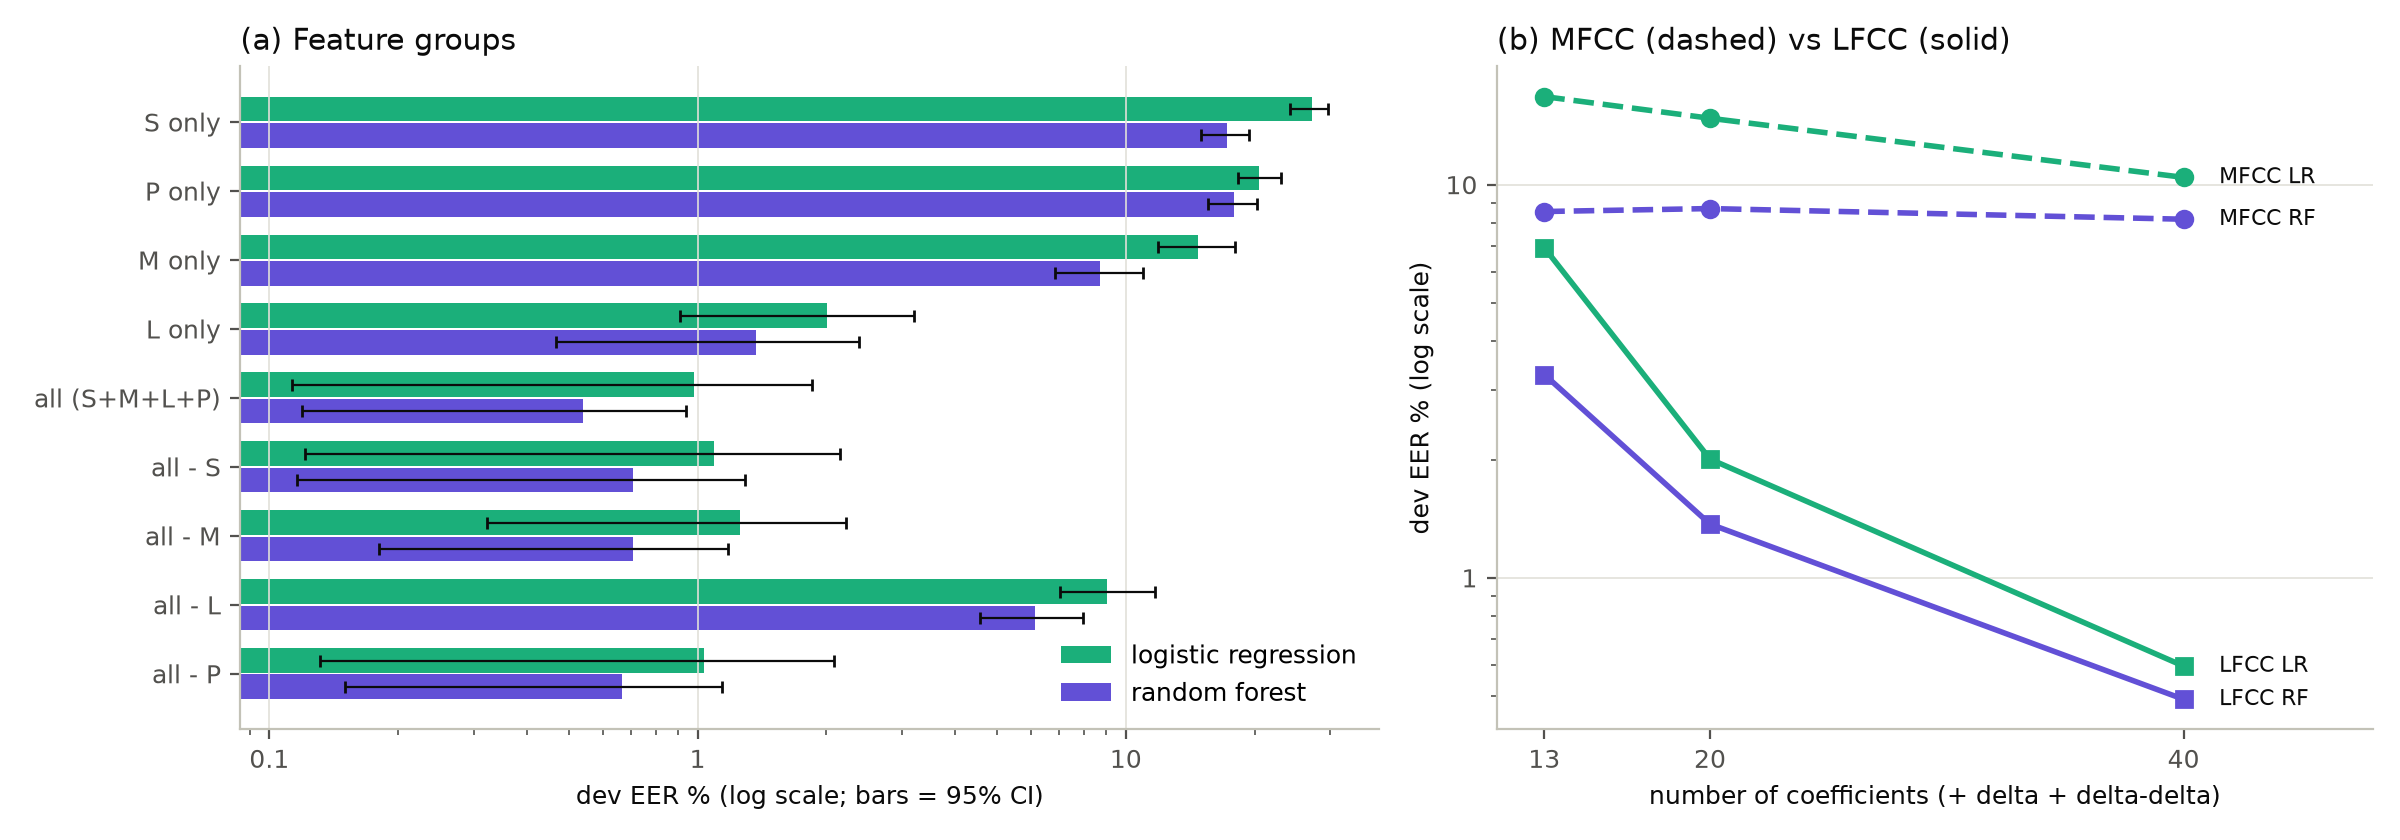 (a) Feature groups
S only
P only
M only
L only
all (S+M+L+P)
all - S
all - M
all - L
all - P
logistic regression
random forest
0.1
1
10
dev EER % (log scale; bars = 95% CI)
(b) MFCC (dashed) vs LFCC (solid)
dev EER % (log scale)
10
1
MFCC LR
MFCC RF
LFCC LR
LFCC RF
13
20
40
number of coefficients (+ delta + delta-delta)